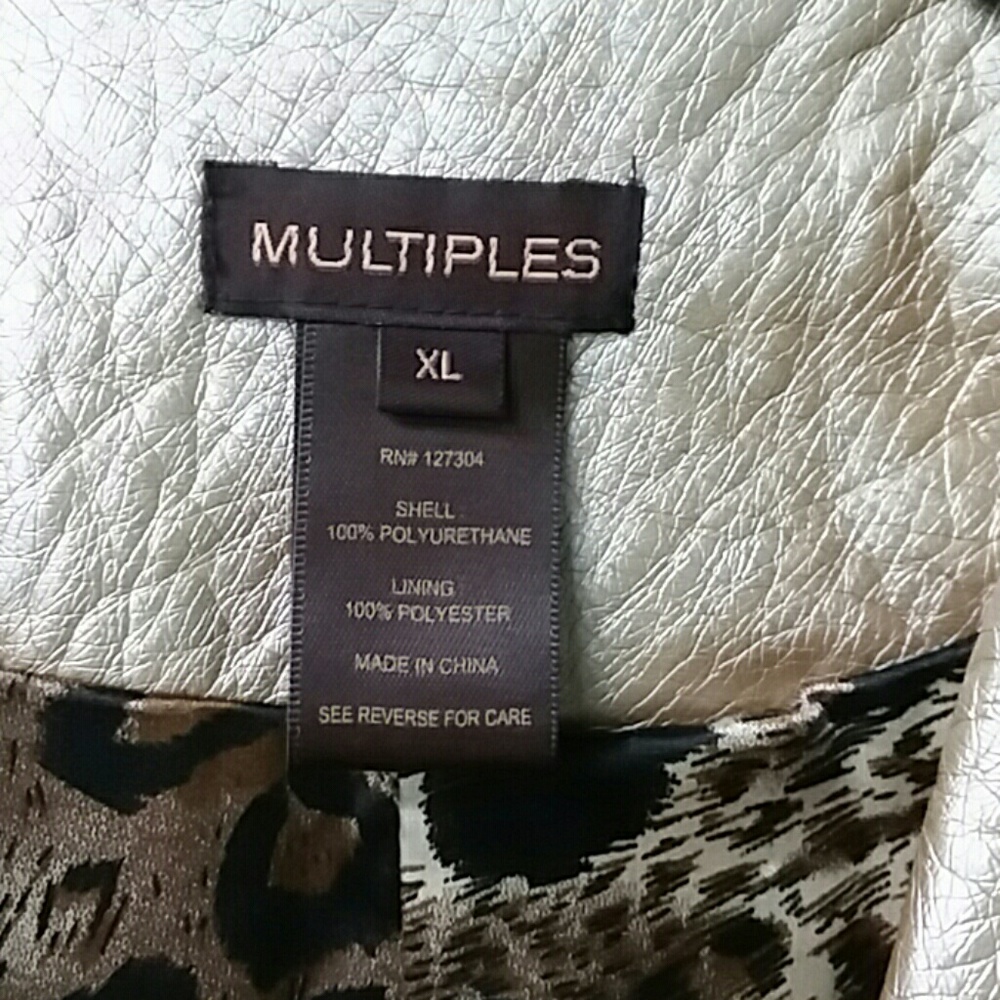 MULTIPLES
XL
RN# 127304
SHELL
100% POLYURETHANE
LINING
100% POLYESTER
MADE IN CHINA
SEE REVERSE FOR CARE